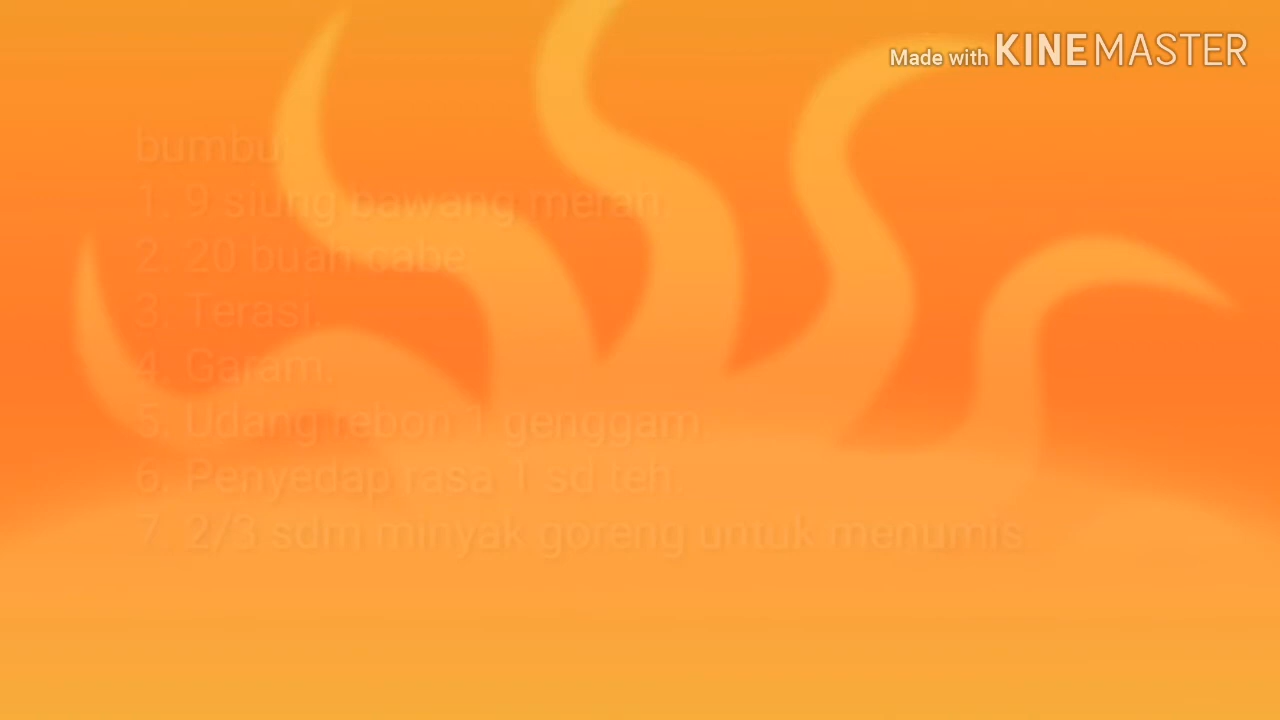 Made with KINEMASTER
bumbu
1. 9 siung bawang merah.
2. 20 buah cabe
3. Terasi.
4. Garam.
5. Udang rebon 1 genggam.
6. Penyedap rasa 1 sd teh.
7. 2/3 sdm minyak goreng untuk menumis